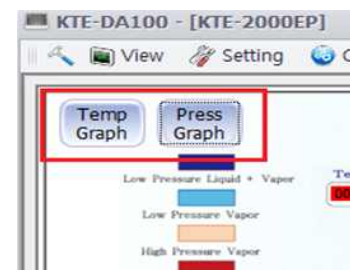 KTE-DA100 - [KTE-2000EP]
View Setting
Temp Graph Press Graph
Low Pressure Liquid + Vapor
Low Pressure Vapor
High Pressure Vapor